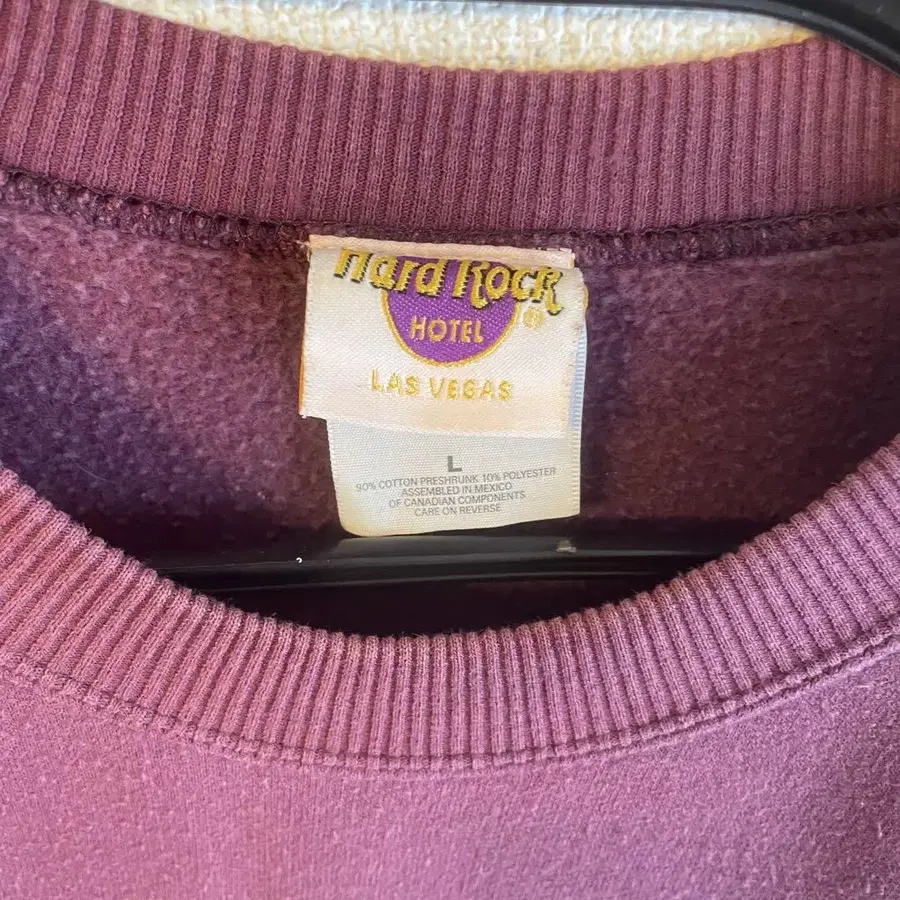 Hard Rock
HOTEL
®
LAS VEGAS
L
90% COTTON PRESHRUNK 10% POLYESTER
ASSEMBLED IN MEXICO
OF CANADIAN COMPONENTS
CARE ON REVERSE